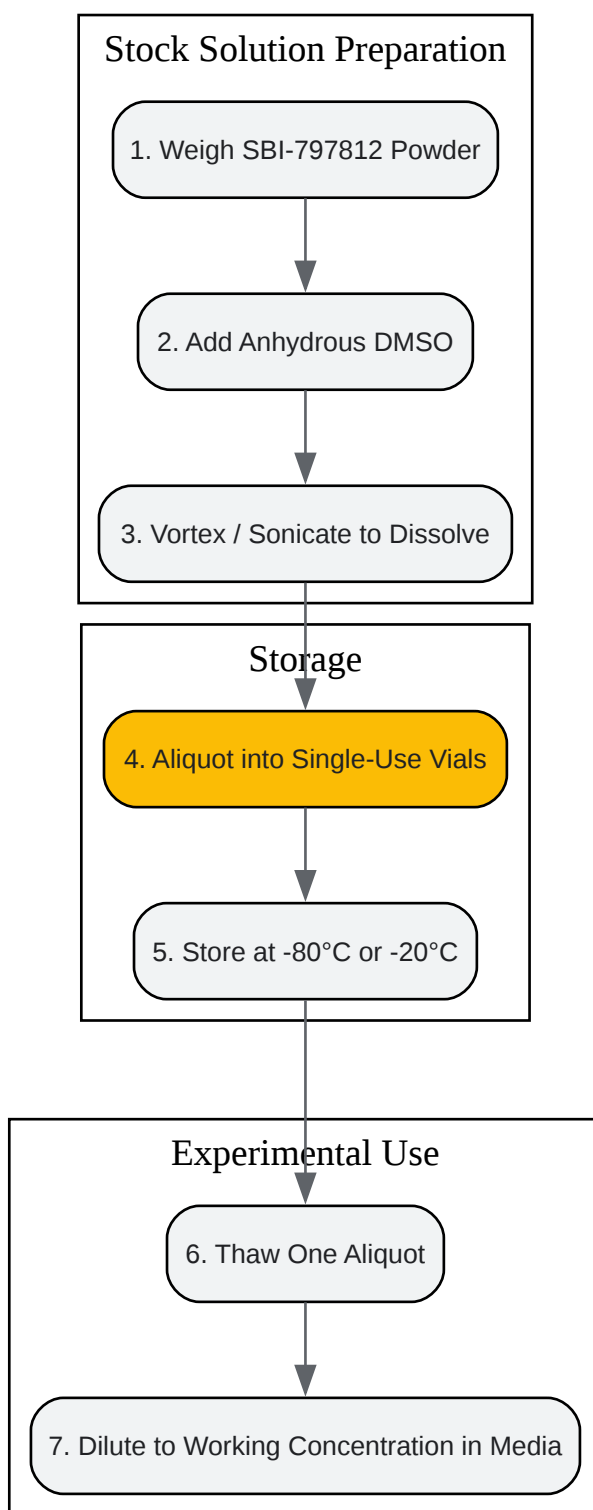 Stock Solution Preparation
1. Weigh SBI-797812 Powder
2. Add Anhydrous DMSO
3. Vortex / Sonicate to Dissolve
Storage
4. Aliquot into Single-Use Vials
5. Store at -80°C or -20°C
Experimental Use
6. Thaw One Aliquot
7. Dilute to Working Concentration in Media